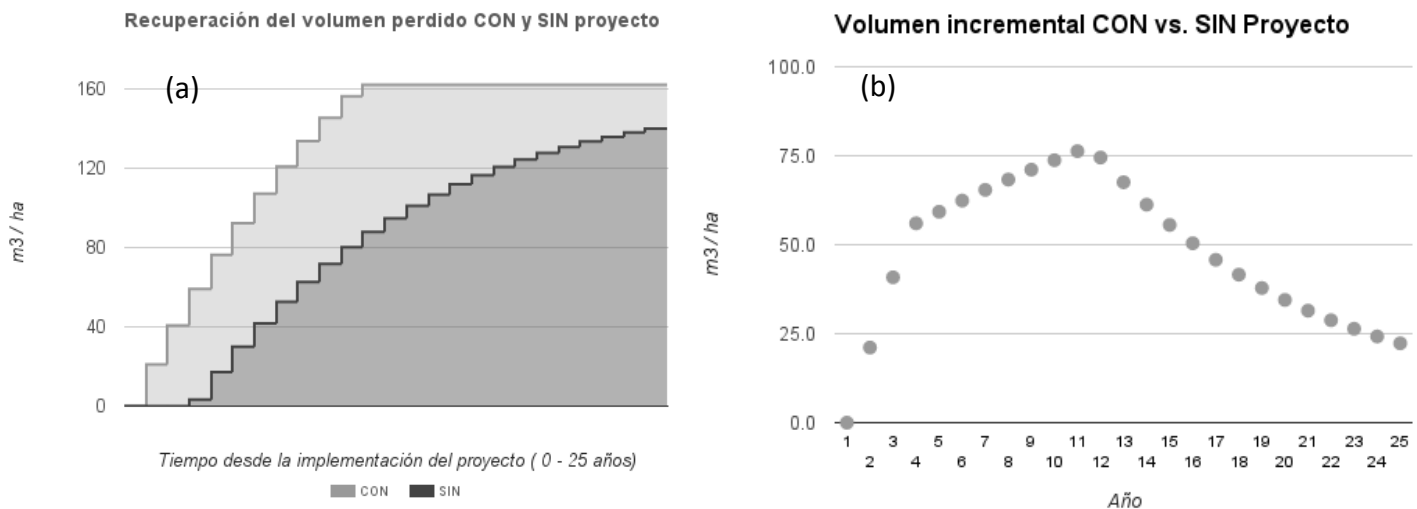 Recuperación del volumen perdido CON y SIN proyecto
(a)
160
120
80
40
0
m3 / ha
Tiempo desde la implementación del proyecto ( 0 - 25 años)
CON SIN
Volumen incremental CON vs. SIN Proyecto
(b)
100.0
75.0
50.0
25.0
0.0
m3 / ha
1 3 5 7 9 11 13 15 17 19 21 23 25
2 4 6 8 10 12 14 16 18 20 22 24
Año